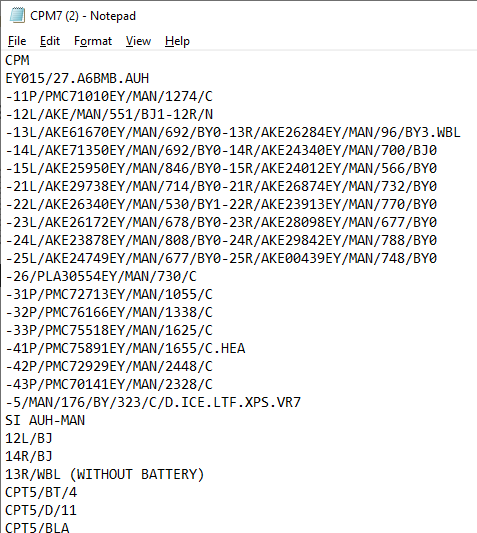 CPM7 (2) - Notepad
File Edit Format View Help
CPM
EY015/27.A6BMB.AUH
-11P/PMC71010EY/MAN/1274/C
-12L/AKE/MAN/551/BJ1-12R/N
-13L/AKE61670EY/MAN/692/BY0-13R/AKE26284EY/MAN/96/BY3.WBL
-14L/AKE71350EY/MAN/692/BY0-14R/AKE24340EY/MAN/700/BJ0
-15L/AKE25950EY/MAN/846/BY0-15R/AKE24012EY/MAN/566/BY0
-21L/AKE29738EY/MAN/714/BY0-21R/AKE26874EY/MAN/732/BY0
-22L/AKE26340EY/MAN/530/BY1-22R/AKE23913EY/MAN/770/BY0
-23L/AKE26172EY/MAN/678/BY0-23R/AKE28098EY/MAN/677/BY0
-24L/AKE23878EY/MAN/808/BY0-24R/AKE29842EY/MAN/788/BY0
-25L/AKE24749EY/MAN/677/BY0-25R/AKE00439EY/MAN/748/BY0
-26/PLA30554EY/MAN/730/C
-31P/PMC72713EY/MAN/1055/C
-32P/PMC76166EY/MAN/1338/C
-33P/PMC75518EY/MAN/1625/C
-41P/PMC75891EY/MAN/1655/C.HEA
-42P/PMC72929EY/MAN/2448/C
-43P/PMC70141EY/MAN/2328/C
-5/MAN/176/BY/323/C/D.ICE.LTF.XPS.VR7
SI AUH-MAN
12L/BJ
14R/BJ
13R/WBL (WITHOUT BATTERY)
CPT5/BT/4
CPT5/D/11
CPT5/BLA